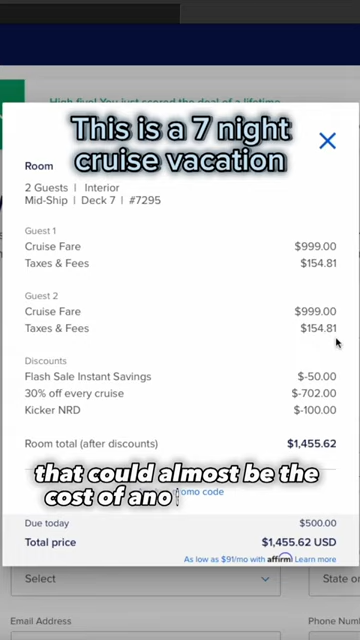 High five! You just scored the deal of a lifetime
This is a 7 night
cruise vacation
Room
2 Guests | Interior
Mid-Ship | Deck 7 | #7295
Guest 1
Cruise Fare $999.00
Taxes & Fees $154.81
Guest 2
Cruise Fare $999.00
Taxes & Fees $154.81
Discounts
Flash Sale Instant Savings $-50.00
30% off every cruise $-702.00
Kicker NRD $-100.00
Room total (after discounts) $1,455.62
that could almost be the
cost of ano
omo code
Due today $500.00
Total price $1,455.62 USD
As low as $91/mo with affirm Learn more
Select State o
Email Address Phone Num